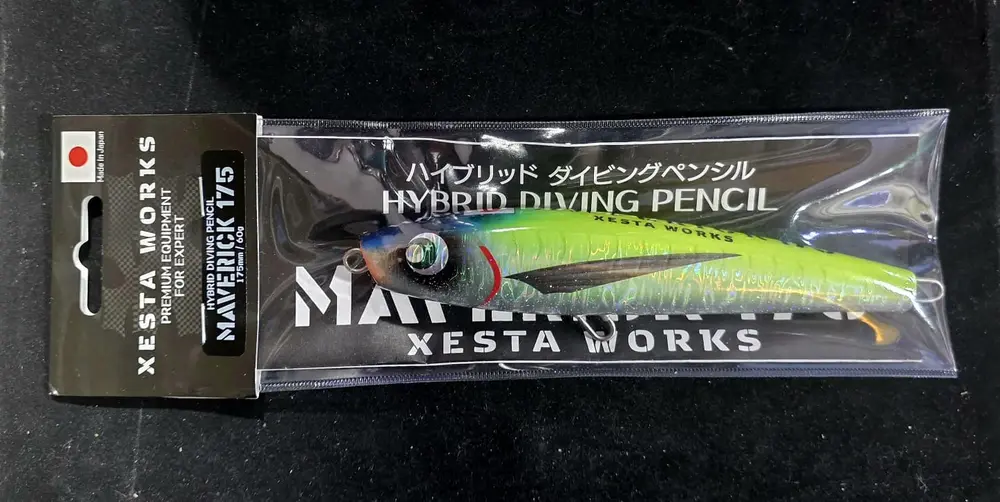 Made in Japan
XESTA WORKS
PREMIUM EQUIPMENT
FOR EXPERT
HYBRID DIVING PENCIL
MAVERICK 175
175mm / 60g
ハイブリッド ダイビングペンシル
HYBRID DIVING PENCIL
XESTA WORKS
MAVERICK 175
XESTA WORKS